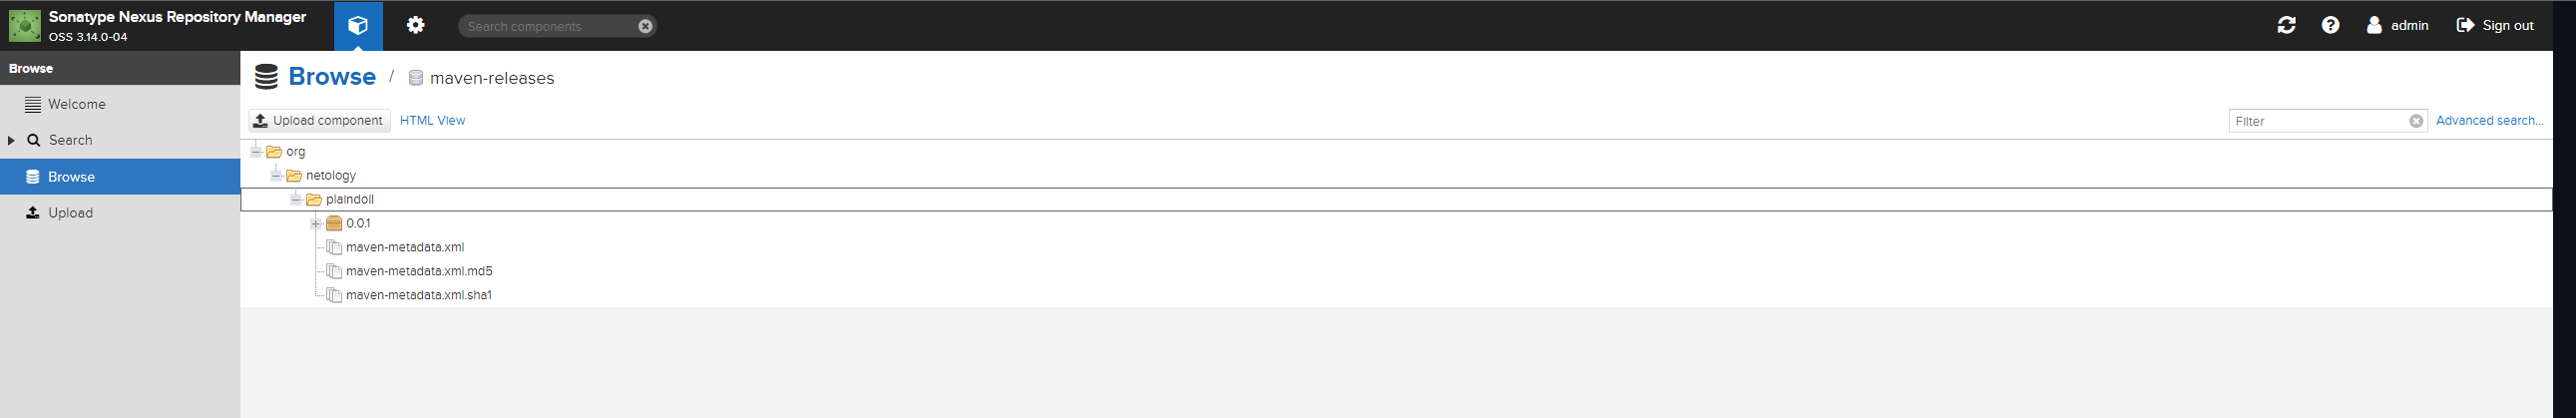 Sonatype Nexus Repository Manager
OSS 3.14.0-04
Search components
admin
Sign out
Browse
Welcome
Search
Browse
Upload
Browse / maven-releases
Upload component
HTML View
Filter
Advanced search...
org
netology
plaindoll
0.0.1
maven-metadata.xml
maven-metadata.xml.md5
maven-metadata.xml.sha1